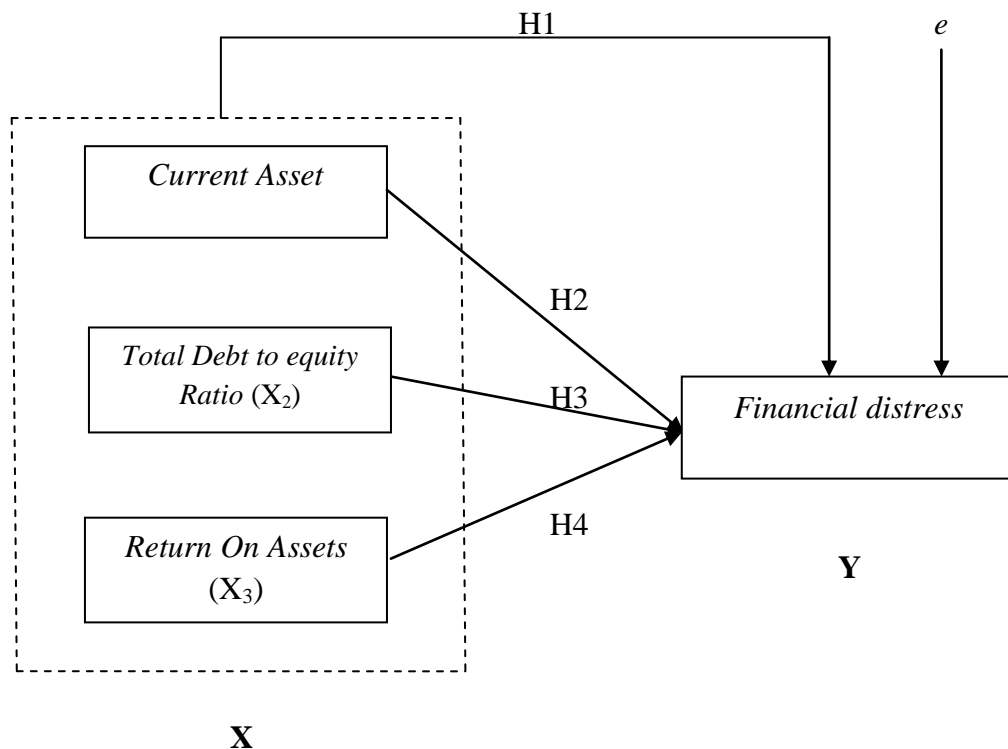 H1
e
Current Asset
H2
Total Debt to equity
Ratio (X₂)
H3
Financial distress
Return On Assets
(X₃)
H4
Y
X